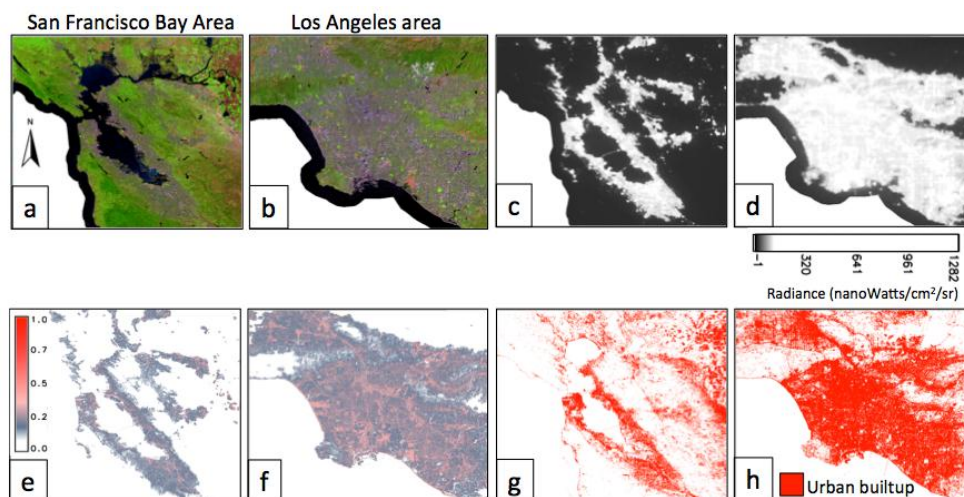 San Francisco Bay Area
Los Angeles area
N
a
b
c
d
-1
320
641
961
1282
Radiance (nanoWatts/cm²/sr)
1.0
0.7
0.5
0.2
0.0
e
f
g
h
Urban builtup